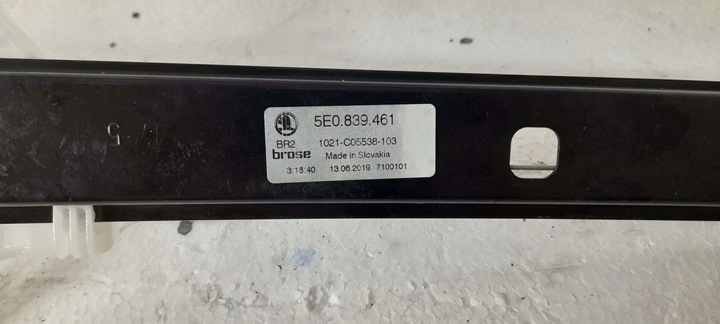 5E0.839.461
BR2 1021-C05538-103
brose Made in Slovakia
3:18:40 13.06.2019 7100101